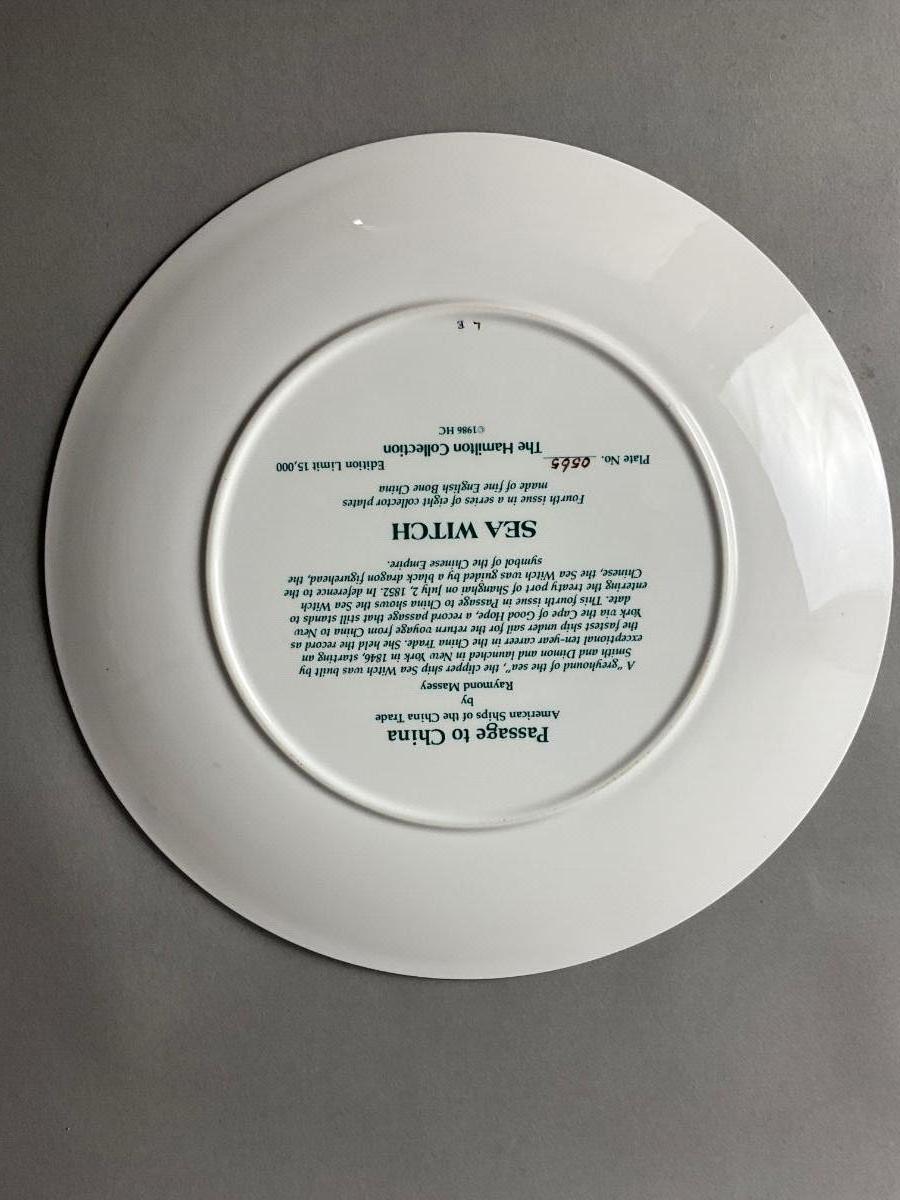 Passage to China
American Ships of the China Trade
by
Raymond Massey
A "greyhound of the sea", the clipper ship Sea Witch was built by
Smith and Dimon and launched in New York in 1846, starting an
exceptional ten-year career in the China Trade. She held the record as
the fastest ship under sail for the return voyage from China to New
York via the Cape of Good Hope, a record passage that still stands to
date. This fourth issue in Passage to China shows the Sea Witch
entering the treaty port of Shanghai on July 2, 1852. In deference to the
Chinese, the Sea Witch was guided by a black dragon figurehead, the
symbol of the Chinese Empire.
SEA WITCH
Fourth issue in a series of eight collector plates
made of fine English Bone China
Plate No. 0565 Edition Limit 15,000
The Hamilton Collection
©1986 HC